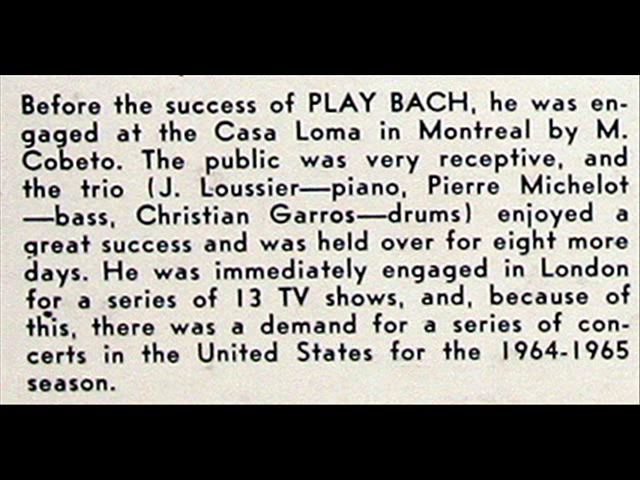 Before the success of PLAY BACH, he was en-
gaged at the Casa Loma in Montreal by M.
Cobeto. The public was very receptive, and
the trio (J. Loussier—piano, Pierre Michelot
—bass, Christian Garros—drums) enjoyed a
great success and was held over for eight more
days. He was immediately engaged in London
for a series of 13 TV shows, and, because of
this, there was a demand for a series of con-
certs in the United States for the 1964-1965
season.